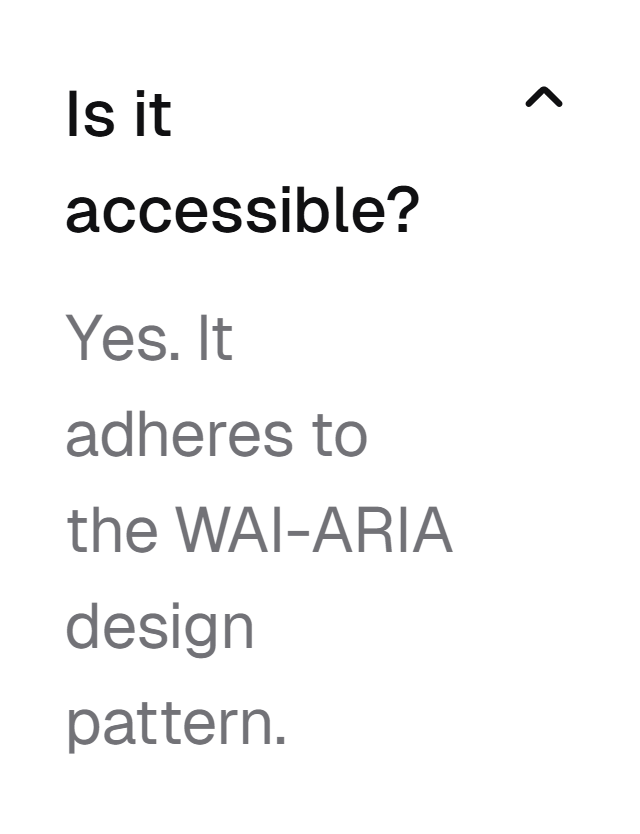 Is it
accessible?
Yes. It
adheres to
the WAI-ARIA
design
pattern.